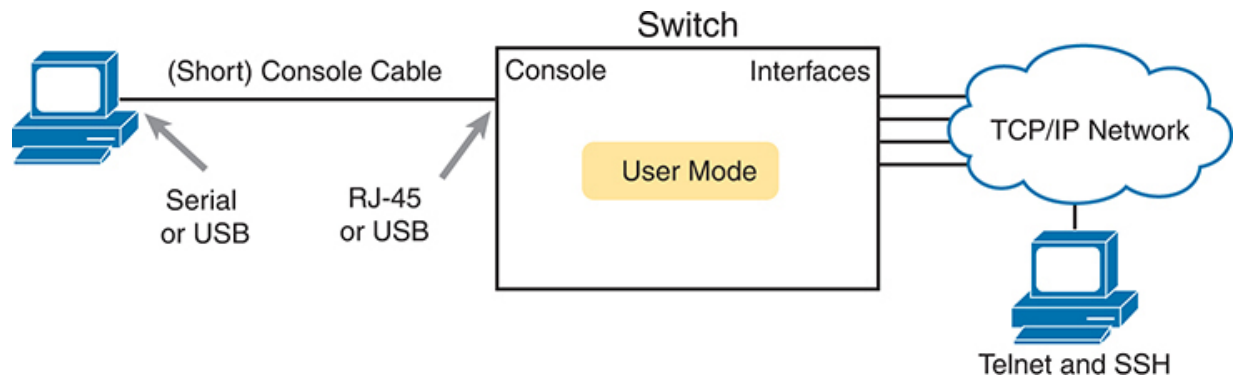 Switch
(Short) Console Cable
Console
Interfaces
TCP/IP Network
User Mode
Serial
or USB
RJ-45
or USB
Telnet and SSH